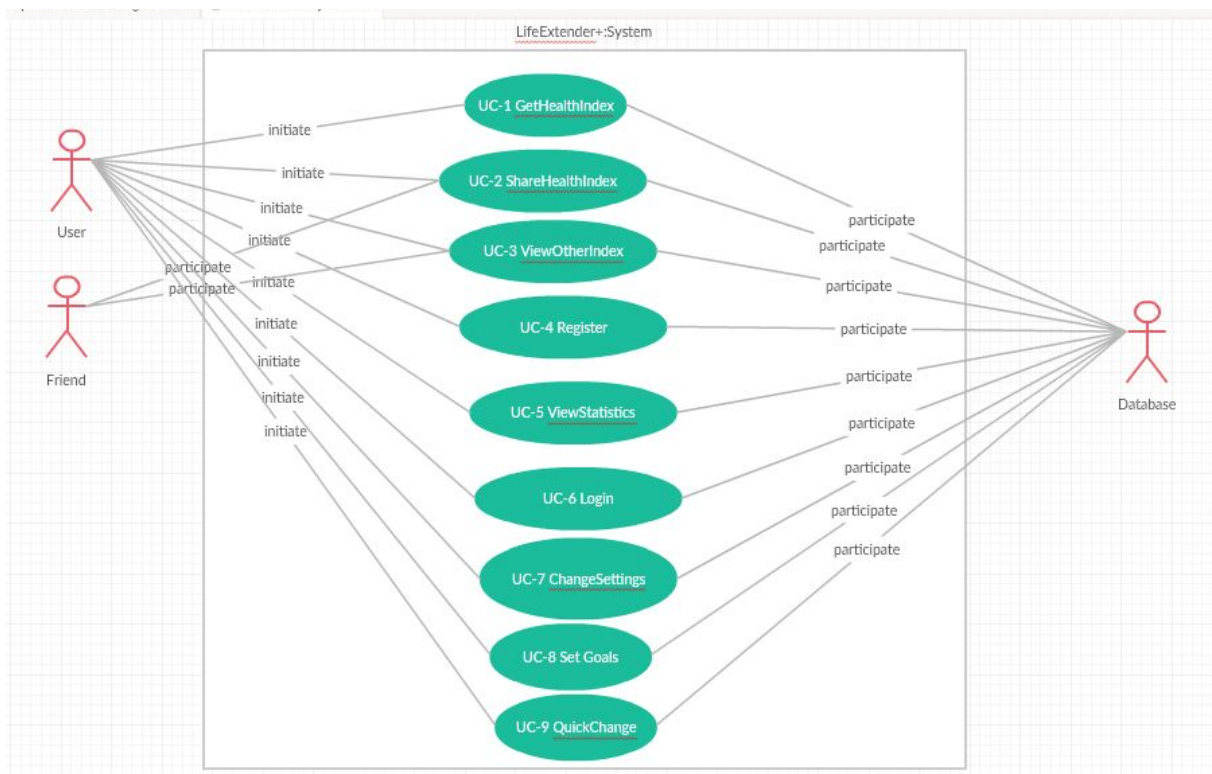 LifeExtender+:System
UC-1 GetHealthIndex
initiate
UC-2 ShareHealthIndex
initiate
User
initiate
participate
UC-3 ViewOtherIndex
initiate
participate
participate
participate
initiate
participate
UC-4 Register
initiate
participate
Friend
initiate
participate
Database
initiate
UC-5 ViewStatistics
participate
initiate
participate
UC-6 Login
participate
participate
UC-7 ChangeSettings
UC-8 Set Goals
UC-9 QuickChange